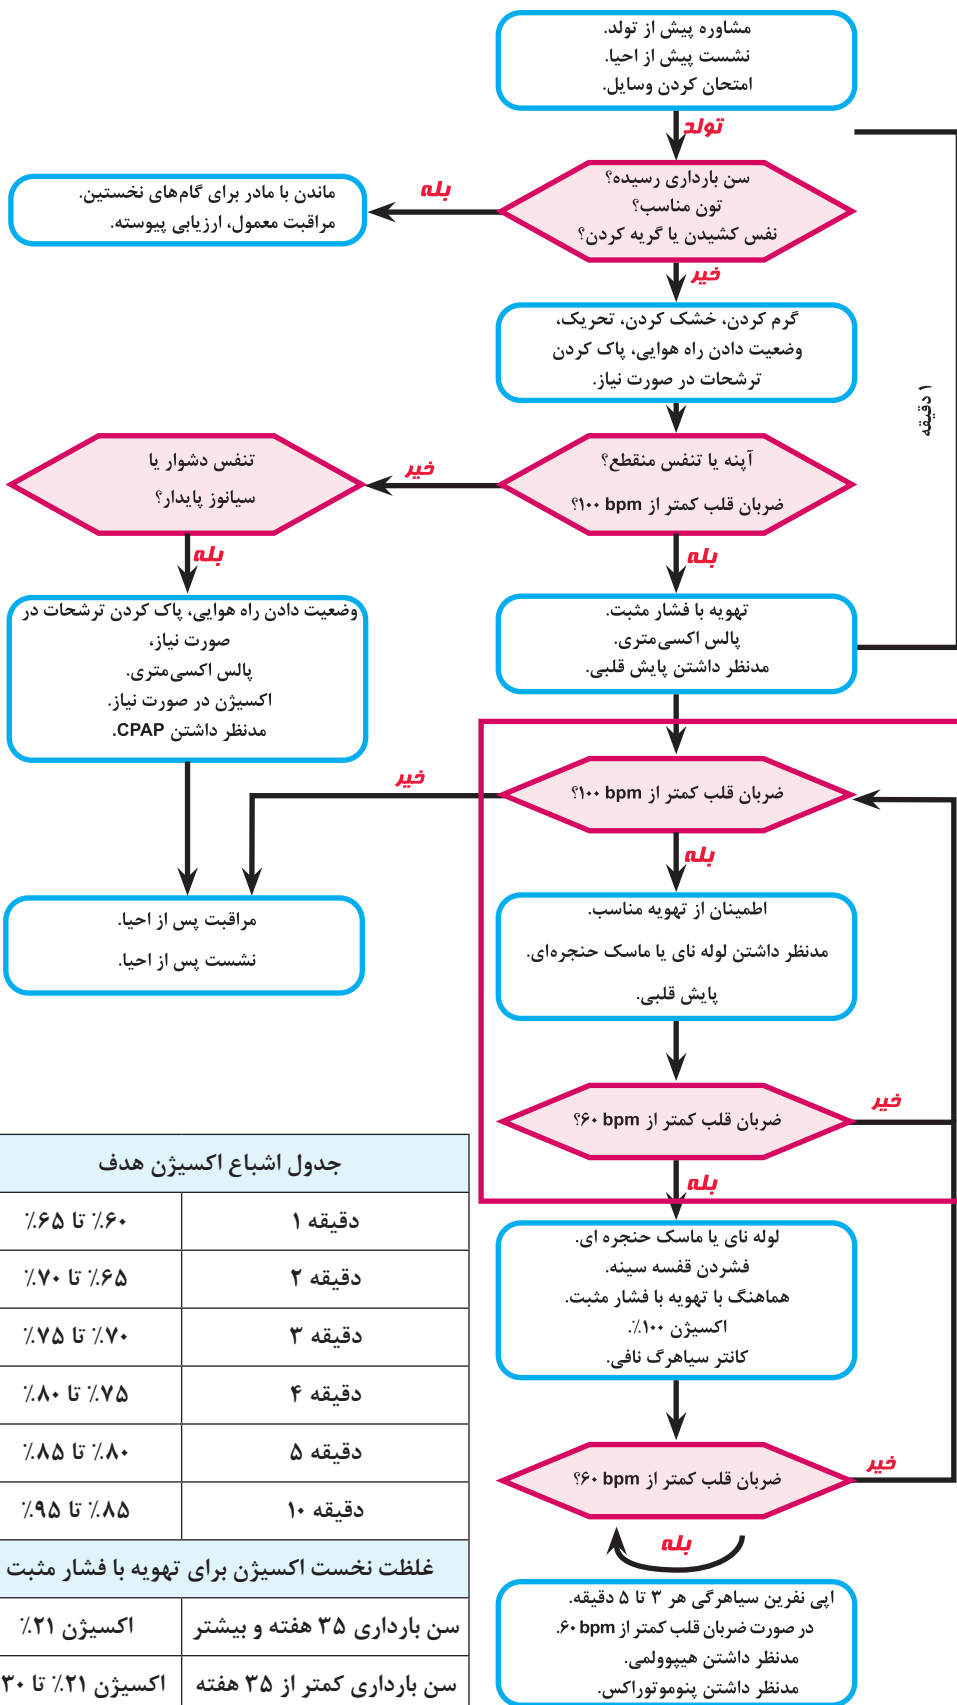 مشاوره پیش از تولد.
نشست پیش از احیا.
امتحان کردن وسایل.
تولد
سن بارداری رسیده؟
تون مناسب؟
نفس کشیدن یا گریه کردن؟
بله
ماندن با مادر برای گام‌های نخستین.
مراقبت معمول، ارزیابی پیوسته.
خیر
گرم کردن، خشک کردن، تحریک،
وضعیت دادن راه هوایی، پاک کردن
ترشحات در صورت نیاز.
۱ دقیقه
آپنه یا تنفس منقطع؟
ضربان قلب کمتر از ۱۰۰ bpm؟
خیر
تنفس دشوار یا
سیانوز پایدار؟
بله
بله
تهویه با فشار مثبت.
پالس اکسی‌متری.
مدنظر داشتن پایش قلبی.
وضعیت دادن راه هوایی، پاک کردن ترشحات در
صورت نیاز،
پالس اکسی‌متری.
اکسیژن در صورت نیاز.
مدنظر داشتن CPAP.
ضربان قلب کمتر از ۱۰۰ bpm؟
خیر
بله
اطمینان از تهویه مناسب.
مدنظر داشتن لوله نای یا ماسک حنجره‌ای.
پایش قلبی.
مراقبت پس از احیا.
نشست پس از احیا.
ضربان قلب کمتر از ۶۰ bpm؟
خیر
بله
لوله نای یا ماسک حنجره ای.
فشردن قفسه سینه.
هماهنگ با تهویه با فشار مثبت.
اکسیژن ۱۰۰٪.
کانتر سیاهرگ نافی.
ضربان قلب کمتر از ۶۰ bpm؟
خیر
بله
اپی نفرین سیاهرگی هر ۳ تا ۵ دقیقه.
در صورت ضربان قلب کمتر از ۶۰ bpm.
مدنظر داشتن هیپوولمی.
مدنظر داشتن پنوموتوراکس.
جدول اشباع اکسیژن هدف
دقیقه ۱ ۶۰٪ تا ۶۵٪
دقیقه ۲ ۶۵٪ تا ۷۰٪
دقیقه ۳ ۷۰٪ تا ۷۵٪
دقیقه ۴ ۷۵٪ تا ۸۰٪
دقیقه ۵ ۸۰٪ تا ۸۵٪
دقیقه ۱۰ ۸۵٪ تا ۹۵٪
غلظت نخست اکسیژن برای تهویه با فشار مثبت
سن بارداری ۳۵ هفته و بیشتر اکسیژن ۲۱٪
سن بارداری کمتر از ۳۵ هفته اکسیژن ۲۱٪ تا ۳۰